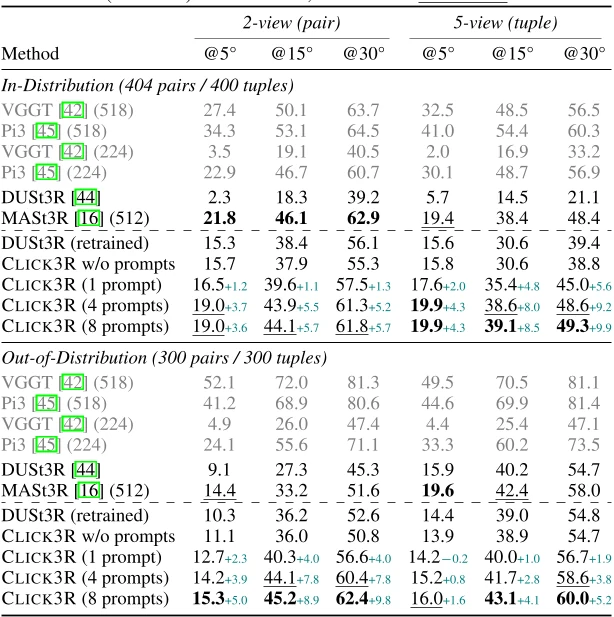 2-view (pair) 5-view (tuple)
Method @5° @15° @30° @5° @15° @30°
In-Distribution (404 pairs / 400 tuples)
VGGT [42] (518) 27.4 50.1 63.7 32.5 48.5 56.5
Pi3 [45] (518) 34.3 53.1 64.5 41.0 54.4 60.3
VGGT [42] (224) 3.5 19.1 40.5 2.0 16.9 33.2
Pi3 [45] (224) 22.9 46.7 60.7 30.1 48.7 56.9
DUSt3R [44] 2.3 18.3 39.2 5.7 14.5 21.1
MASt3R [16] (512) 21.8 46.1 62.9 19.4 38.4 48.4
DUSt3R (retrained) 15.3 38.4 56.1 15.6 30.6 39.4
CLICK3R w/o prompts 15.7 37.9 55.3 15.8 30.6 38.8
CLICK3R (1 prompt) 16.5+1.2 39.6+1.1 57.5+1.3 17.6+2.0 35.4+4.8 45.0+5.6
CLICK3R (4 prompts) 19.0+3.7 43.9+5.5 61.3+5.2 19.9+4.3 38.6+8.0 48.6+9.2
CLICK3R (8 prompts) 19.0+3.6 44.1+5.7 61.8+5.7 19.9+4.3 39.1+8.5 49.3+9.9
Out-of-Distribution (300 pairs / 300 tuples)
VGGT [42] (518) 52.1 72.0 81.3 49.5 70.5 81.1
Pi3 [45] (518) 41.2 68.9 80.6 44.6 69.9 81.4
VGGT [42] (224) 4.9 26.0 47.4 4.4 25.4 47.1
Pi3 [45] (224) 24.1 55.6 71.1 33.3 60.2 73.5
DUSt3R [44] 9.1 27.3 45.3 15.9 40.2 54.7
MASt3R [16] (512) 14.4 33.2 51.6 19.6 42.4 58.0
DUSt3R (retrained) 10.3 36.2 52.6 14.4 39.0 54.8
CLICK3R w/o prompts 11.1 36.0 50.8 13.9 38.9 54.7
CLICK3R (1 prompt) 12.7+2.3 40.3+4.0 56.6+4.0 14.2−0.2 40.0+1.0 56.7+1.9
CLICK3R (4 prompts) 14.2+3.9 44.1+7.8 60.4+7.8 15.2+0.8 41.7+2.8 58.6+3.8
CLICK3R (8 prompts) 15.3+5.0 45.2+8.9 62.4+9.8 16.0+1.6 43.1+4.1 60.0+5.2